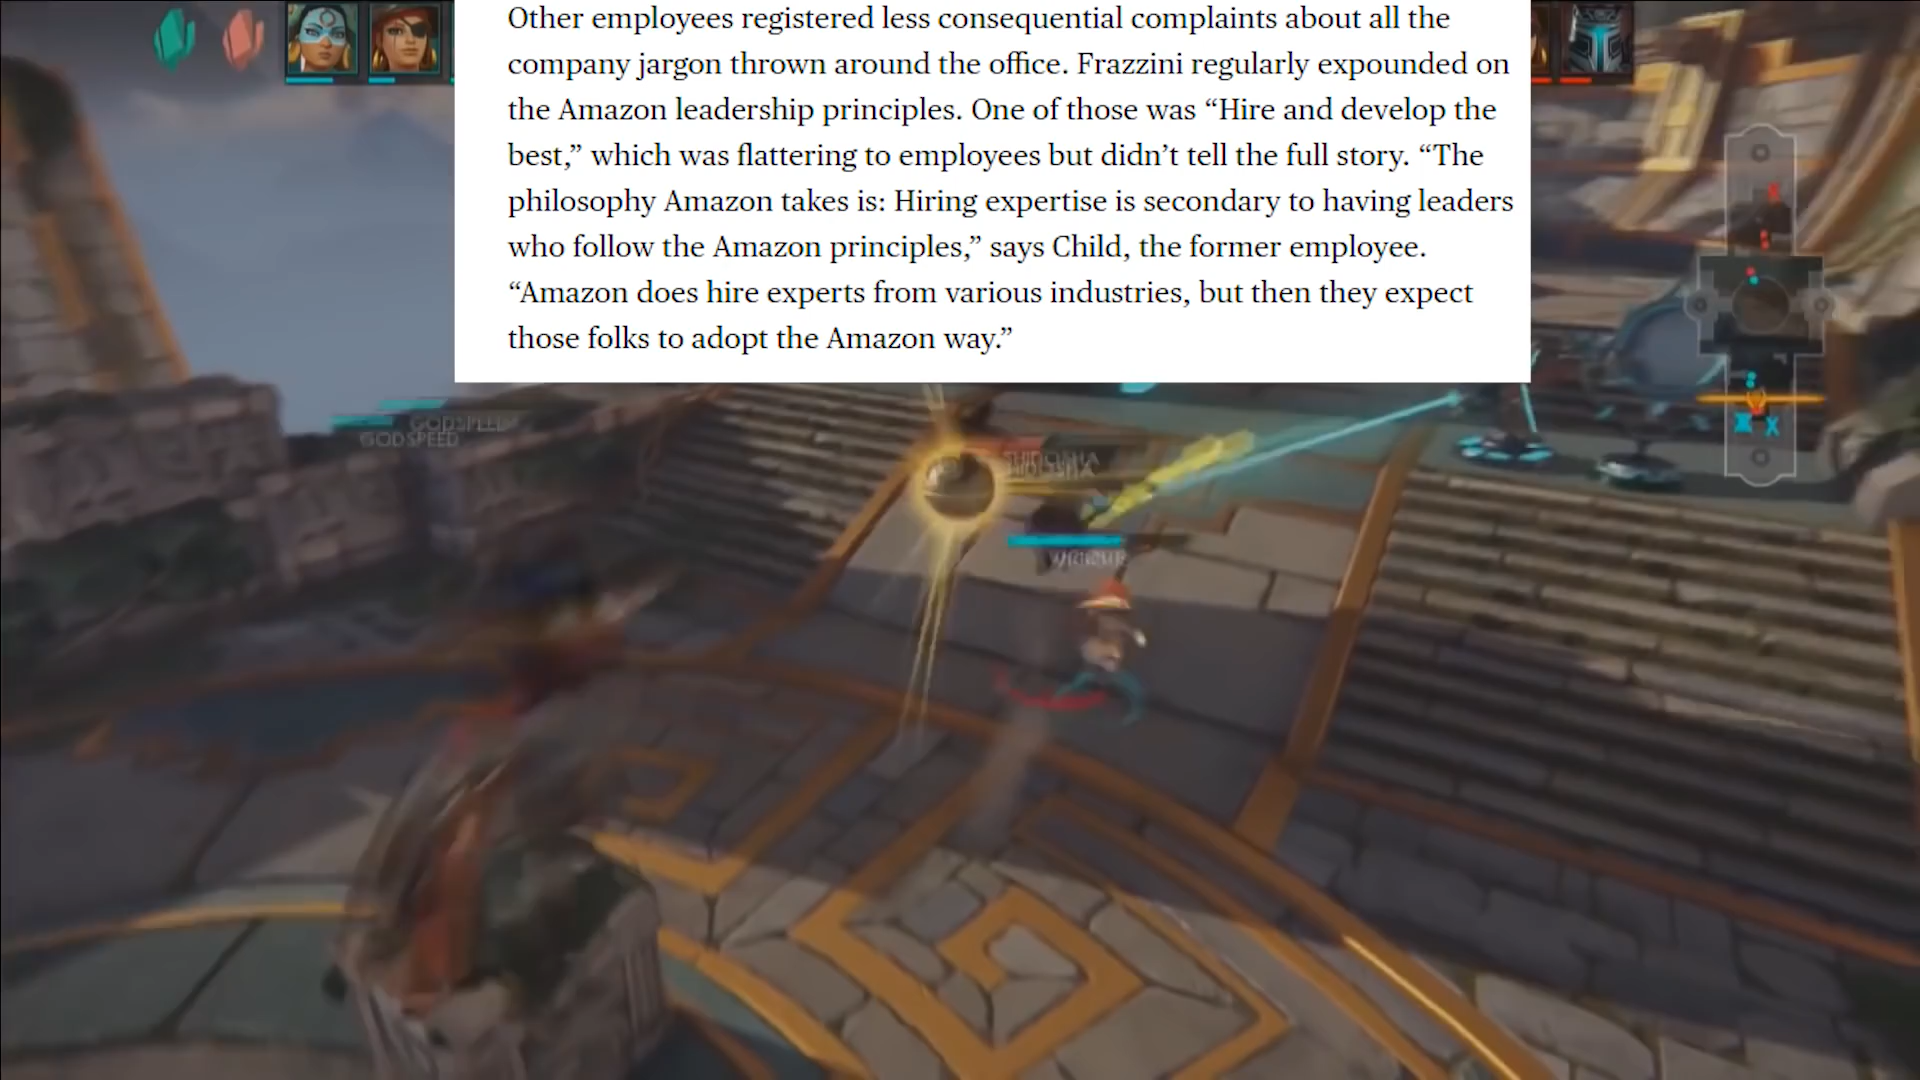 Other employees registered less consequential complaints about all the
company jargon thrown around the office. Frazzini regularly expounded on
the Amazon leadership principles. One of those was “Hire and develop the
best,” which was flattering to employees but didn’t tell the full story. “The
philosophy Amazon takes is: Hiring expertise is secondary to having leaders
who follow the Amazon principles,” says Child, the former employee.
“Amazon does hire experts from various industries, but then they expect
those folks to adopt the Amazon way.”
GODSPEED
GODSPEED